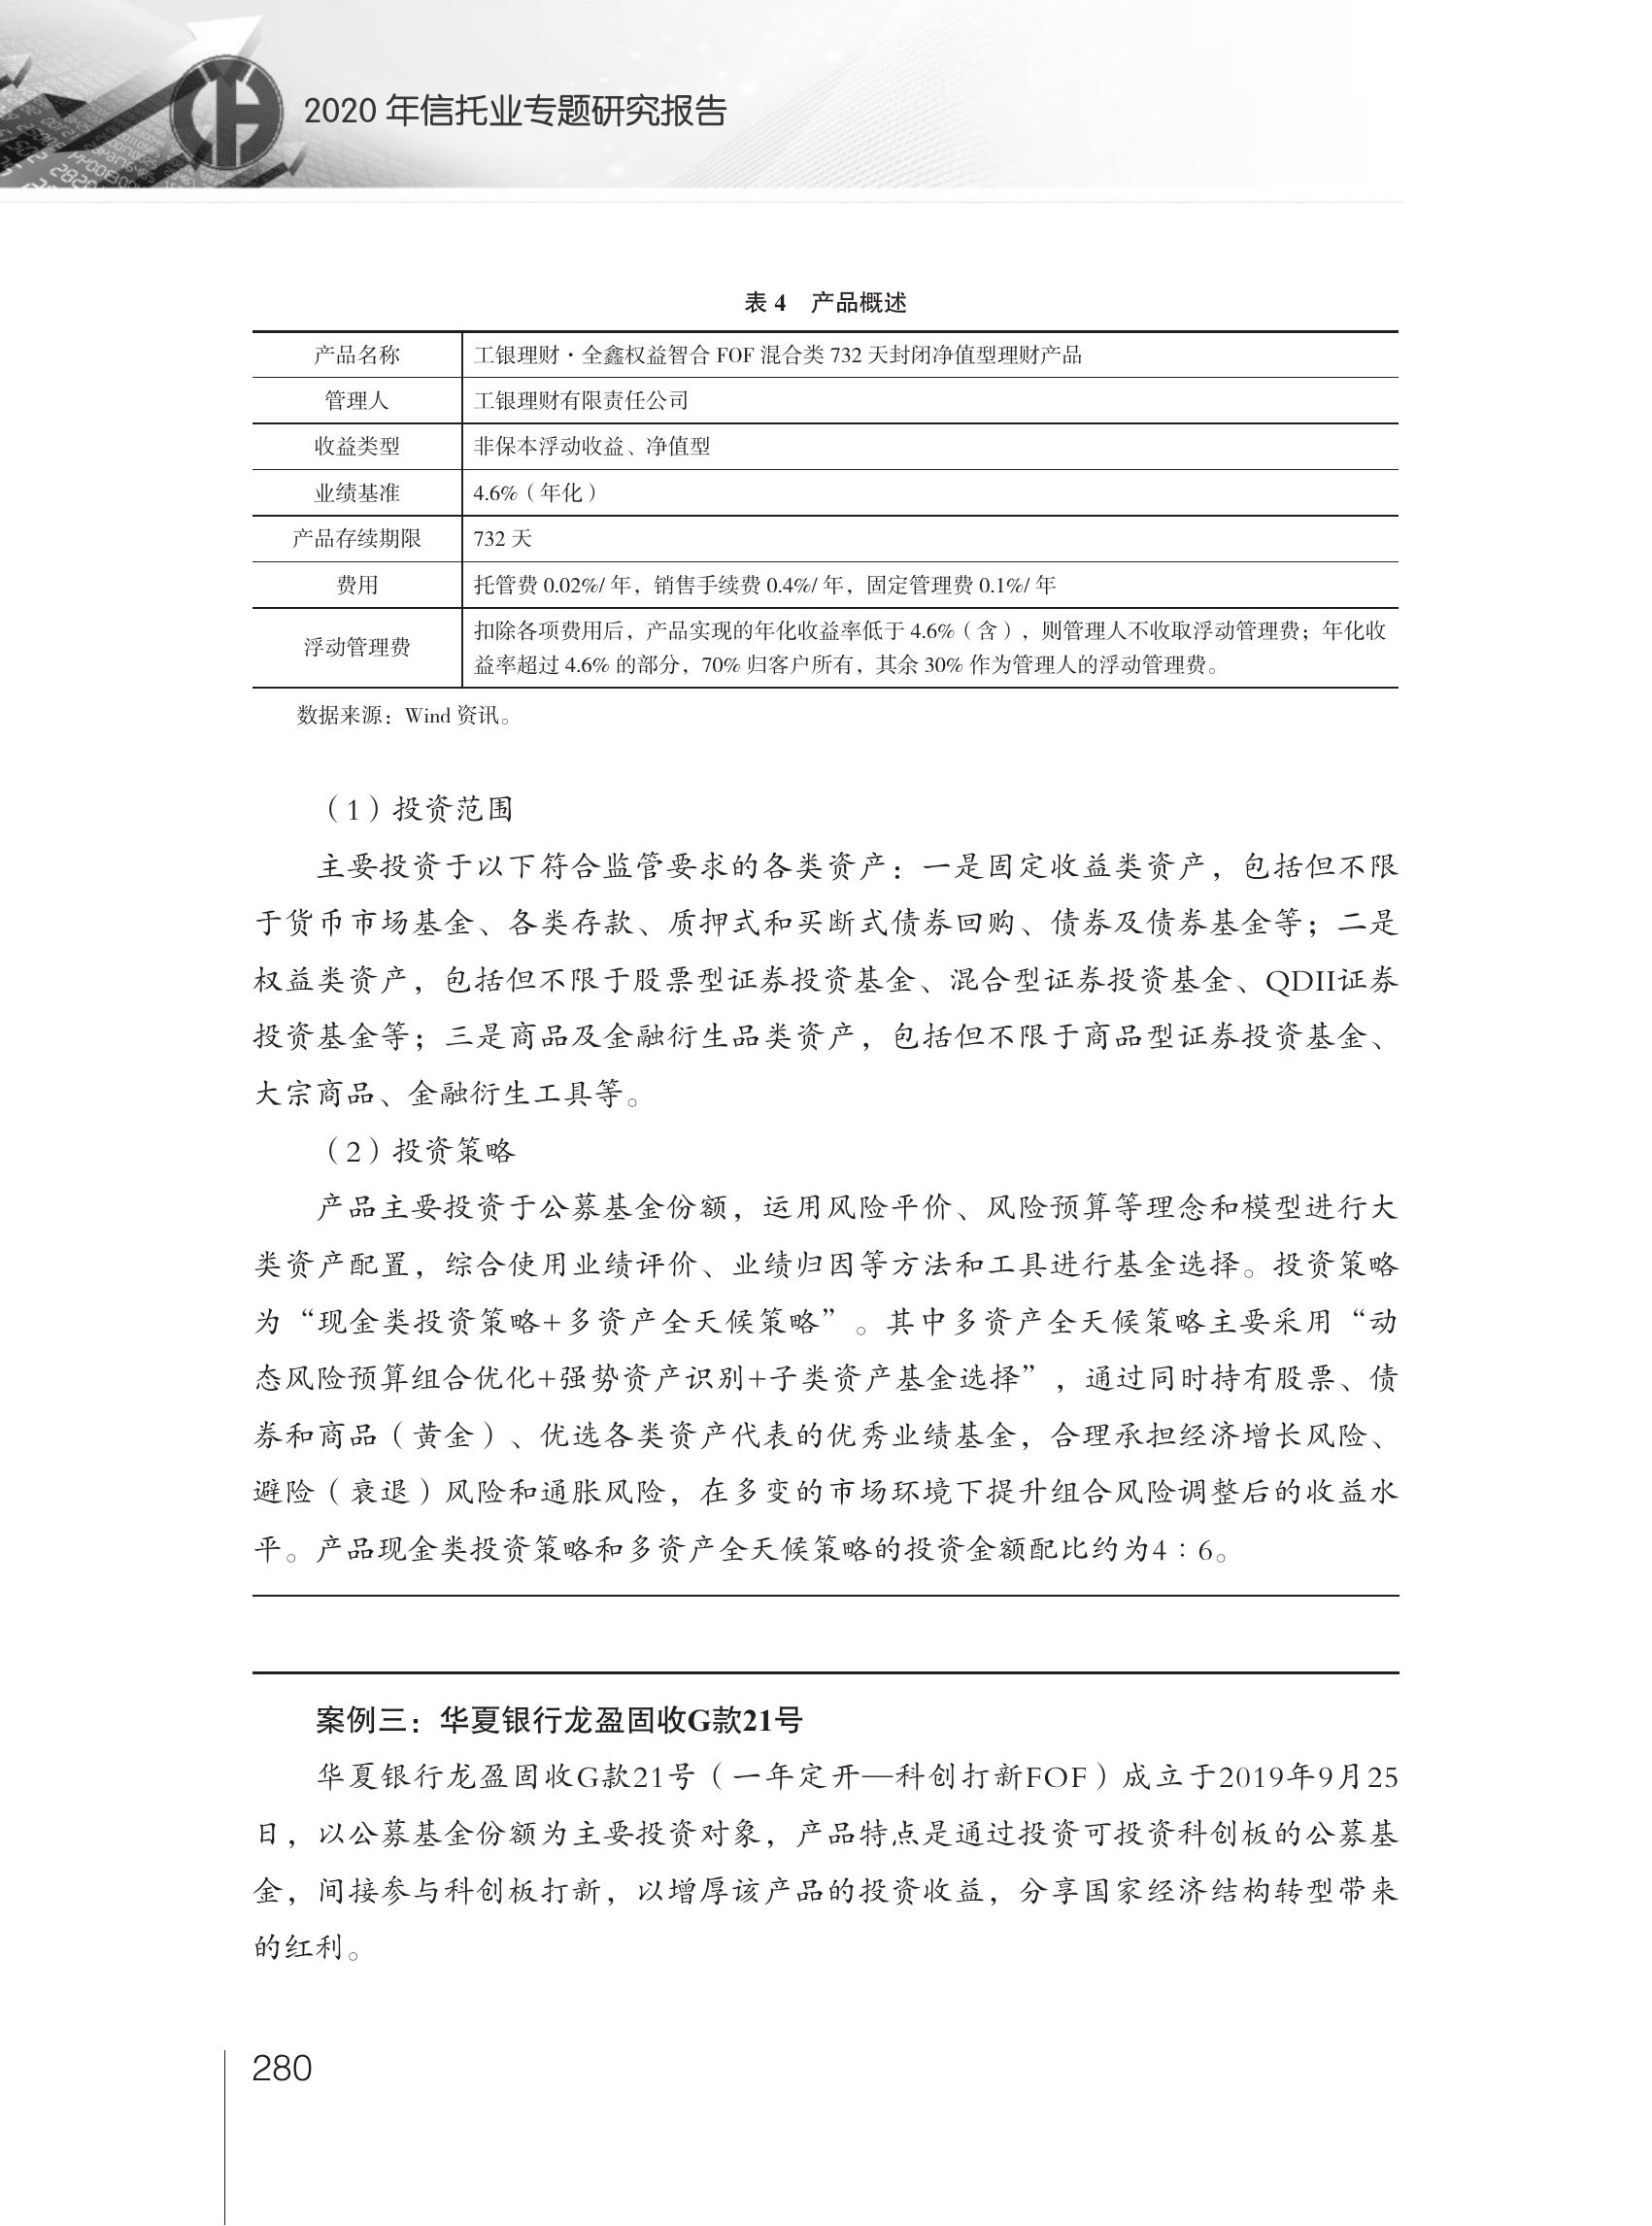 2020 年信托业专题研究报告
表 4 产品概述
产品名称 工银理财·全鑫权益智合 FOF 混合类 732 天封闭净值型理财产品
管理人 工银理财有限责任公司
收益类型 非保本浮动收益、净值型
业绩基准 4.6%（年化）
产品存续期限 732 天
费用 托管费 0.02%/ 年，销售手续费 0.4%/ 年，固定管理费 0.1%/ 年
浮动管理费 扣除各项费用后，产品实现的年化收益率低于 4.6%（含），则管理人不收取浮动管理费；年化收
益率超过 4.6% 的部分，70% 归客户所有，其余 30% 作为管理人的浮动管理费。
数据来源：Wind 资讯。
（1）投资范围
主要投资于以下符合监管要求的各类资产：一是固定收益类资产，包括但不限
于货币市场基金、各类存款、质押式和买断式债券回购、债券及债券基金等；二是
权益类资产，包括但不限于股票型证券投资基金、混合型证券投资基金、QDII证券
投资基金等；三是商品及金融衍生品类资产，包括但不限于商品型证券投资基金、
大宗商品、金融衍生工具等。
（2）投资策略
产品主要投资于公募基金份额，运用风险平价、风险预算等理念和模型进行大
类资产配置，综合使用业绩评价、业绩归因等方法和工具进行基金选择。投资策略
为“现金类投资策略+多资产全天候策略”。其中多资产全天候策略主要采用“动
态风险预算组合优化+强势资产识别+子类资产基金选择”，通过同时持有股票、债
券和商品（黄金）、优选各类资产代表的优秀业绩基金，合理承担经济增长风险、
避险（衰退）风险和通胀风险，在多变的市场环境下提升组合风险调整后的收益水
平。产品现金类投资策略和多资产全天候策略的投资金额配比约为4∶6。
案例三：华夏银行龙盈固收G款21号
华夏银行龙盈固收G款21号（一年定开—科创打新FOF）成立于2019年9月25
日，以公募基金份额为主要投资对象，产品特点是通过投资可投资科创板的公募基
金，间接参与科创板打新，以增厚该产品的投资收益，分享国家经济结构转型带来
的红利。
280